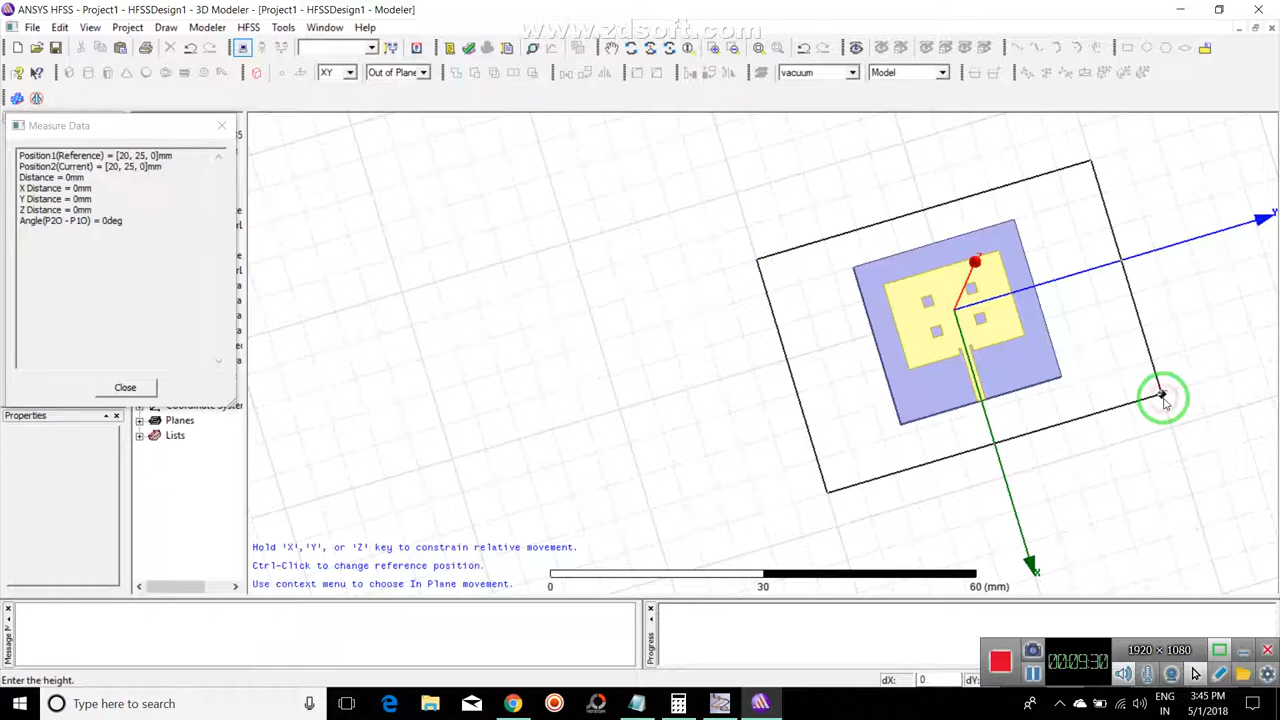 ANSYS HFSS - Project1 - HFSSDesign1 - 3D Modeler - [Project1 - HFSSDesign1 - Modeler]
www.zdsoft.com
File Edit View Project Draw Modeler HFSS Tools Window Help
XY Out of Plane vacuum Model
Measure Data
Position1(Reference) = [20, 25, 0]mm
Position2(Current) = [20, 25, 0]mm
Distance = 0mm
X Distance = 0mm
Y Distance = 0mm
Z Distance = 0mm
Angle(P2O - P1O) = 0deg
Close
Properties
Planes
Lists
Y
Z
X
Hold 'X','Y', or 'Z' key to constrain relative movement.
Ctrl-Click to change reference position.
Use context menu to choose In Plane movement.
0 30 60 (mm)
Progress
Enter the height.
dX: 0 dY:
1920 × 1080
00:09:30
Type here to search
ENG
IN
3:45 PM
5/1/2018